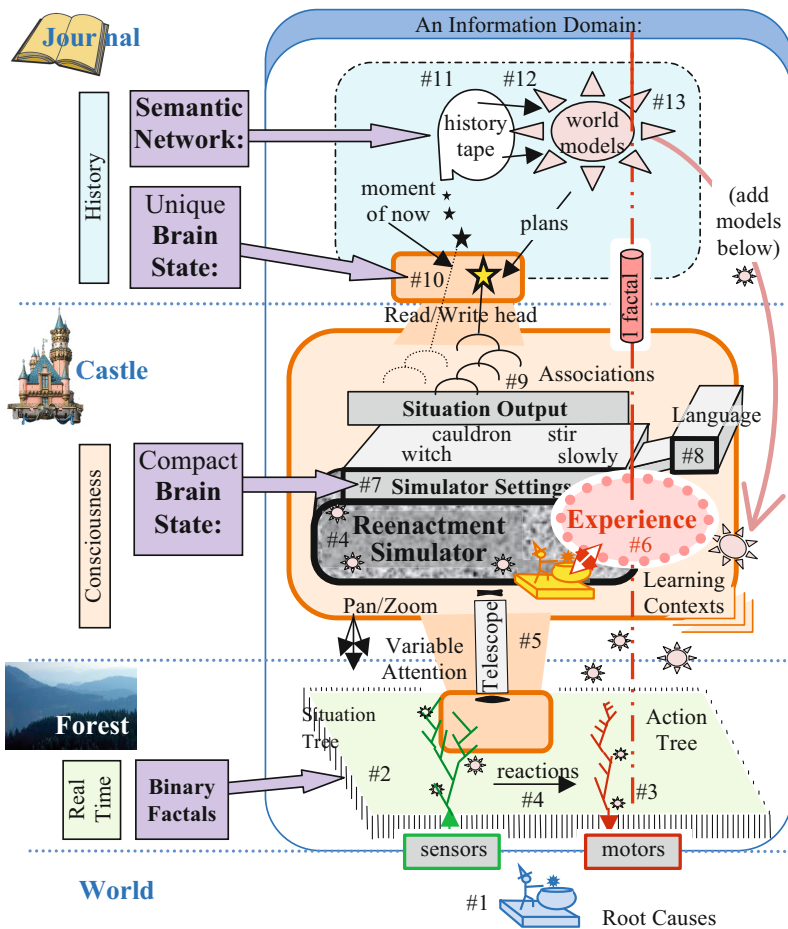 An Information Domain:
Journal
#11
#12
#13
Semantic
Network:
history
tape
world
models
History
moment
of now
plans
(add
models
below)
Unique
Brain
State:
#10
Read/Write head
1 factal
Castle
#9
Associations
Situation Output
Language
cauldron
stir
witch
slowly
#8
Compact
Brain
State:
#7
Simulator Settings
Consciousness
#4
Reenactment
Simulator
Experience
#6
Learning
Contexts
Pan/Zoom
Variable
Attention
Telescope
#5
Forest
Situation
Tree
Action
Tree
Real
Time
Binary
Factals
#2
reactions
#4
#3
sensors
motors
World
#1
Root Causes